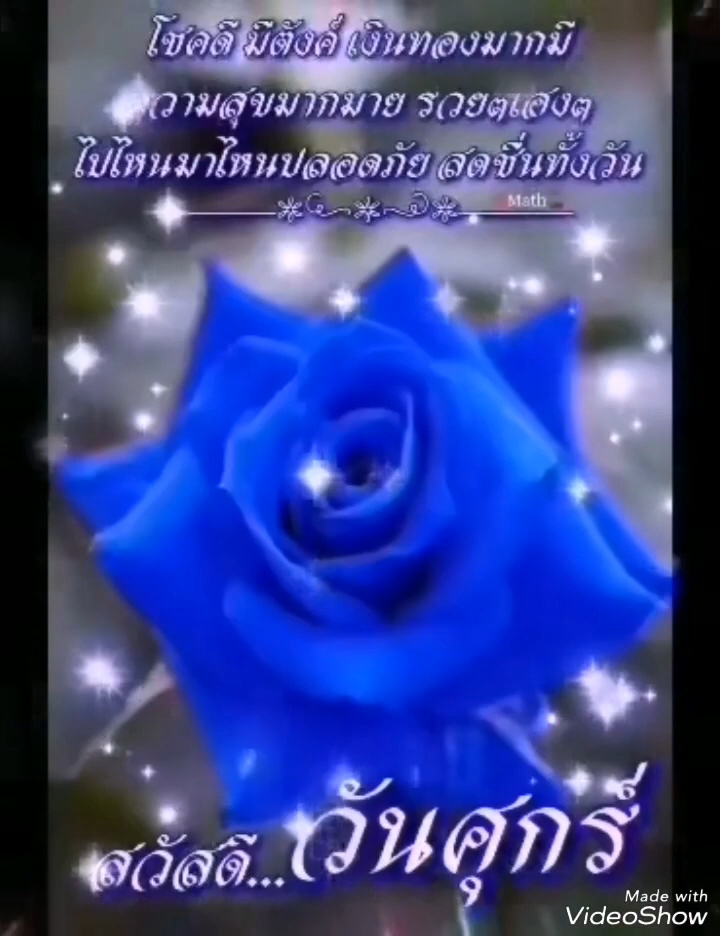 โชคดี มีตังค์ เงินทองมากมี
ความสุขมากมาย รวยๆเฮงๆ
ไปไหนมาไหนปลอดภัย สดชื่นทั้งวัน
Math
สวัสดี...วันศุกร์
Made with
VideoShow